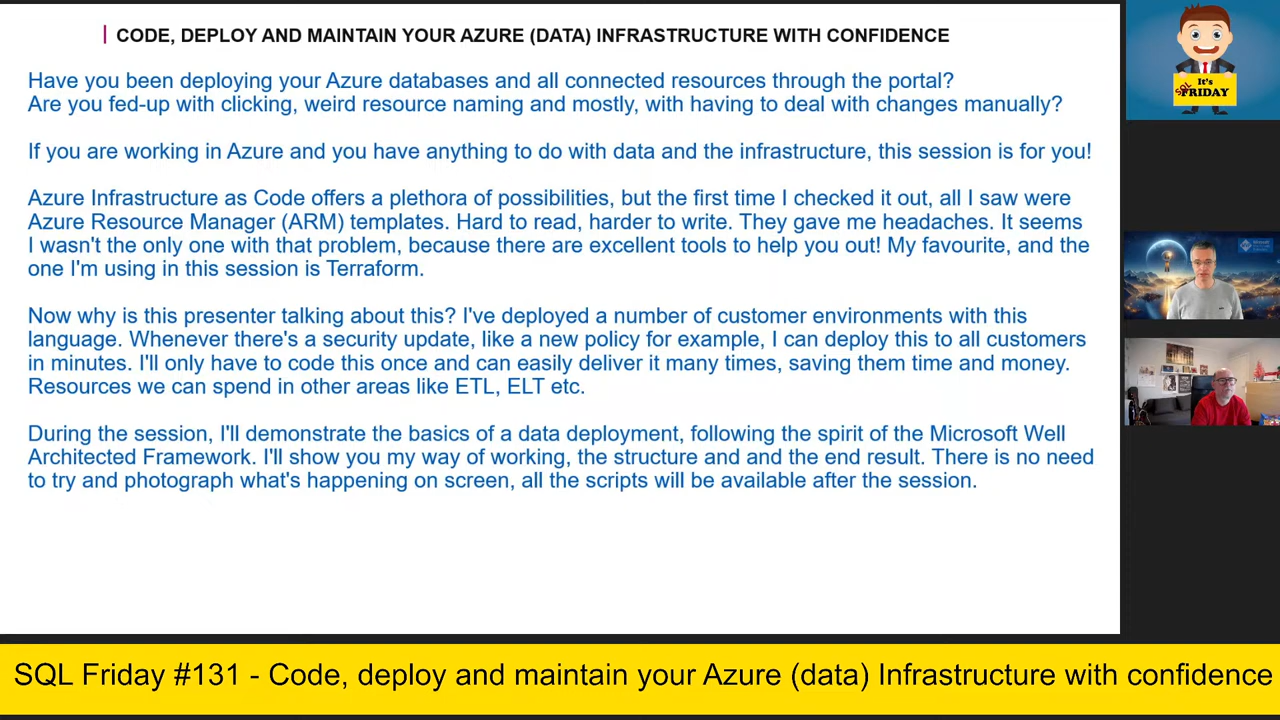 CODE, DEPLOY AND MAINTAIN YOUR AZURE (DATA) INFRASTRUCTURE WITH CONFIDENCE
Have you been deploying your Azure databases and all connected resources through the portal?
Are you fed-up with clicking, weird resource naming and mostly, with having to deal with changes manually?
If you are working in Azure and you have anything to do with data and the infrastructure, this session is for you!
Azure Infrastructure as Code offers a plethora of possibilities, but the first time I checked it out, all I saw were
Azure Resource Manager (ARM) templates. Hard to read, harder to write. They gave me headaches. It seems
I wasn't the only one with that problem, because there are excellent tools to help you out! My favourite, and the
one I'm using in this session is Terraform.
Now why is this presenter talking about this? I've deployed a number of customer environments with this
language. Whenever there's a security update, like a new policy for example, I can deploy this to all customers
in minutes. I'll only have to code this once and can easily deliver it many times, saving them time and money.
Resources we can spend in other areas like ETL, ELT etc.
During the session, I'll demonstrate the basics of a data deployment, following the spirit of the Microsoft Well
Architected Framework. I'll show you my way of working, the structure and and the end result. There is no need
to try and photograph what's happening on screen, all the scripts will be available after the session.
It's
SQL FRIDAY
SQL Friday #131 - Code, deploy and maintain your Azure (data) Infrastructure with confidence